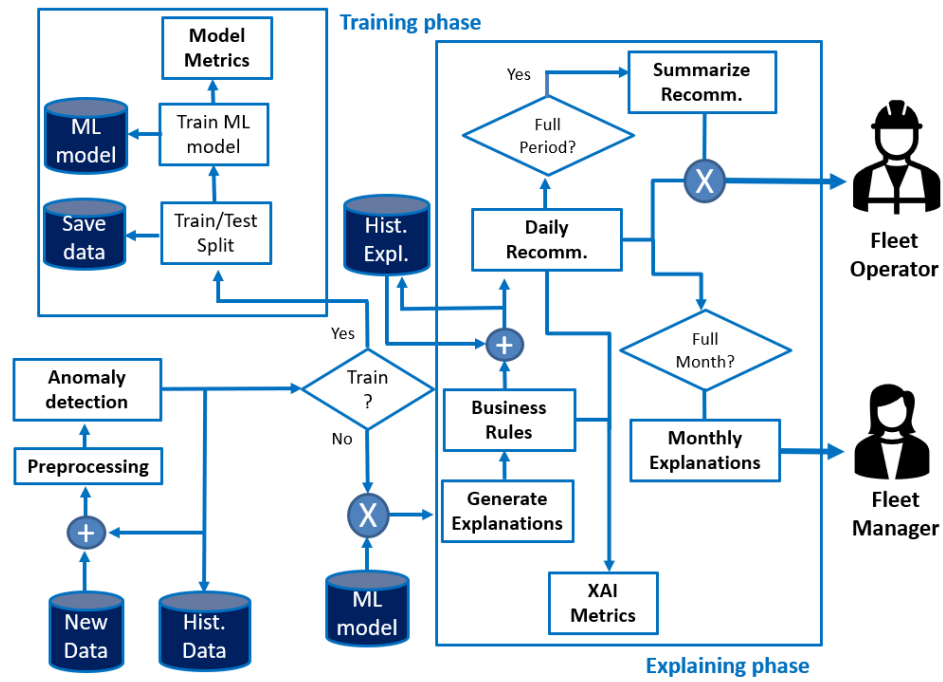 Training phase
Model
Metrics
ML
model
Train ML
model
Save
data
Train/Test
Split
Yes
Summarize
Recomm.
Full
Period?
X
Hist.
Expl.
Daily
Recomm.
Fleet
Operator
Yes
+
Full
Month?
Anomaly
detection
Train
?
Business
Rules
Monthly
Explanations
No
Preprocessing
Generate
Explanations
X
+
Fleet
Manager
New
Data
Hist.
Data
ML
model
XAI
Metrics
Explaining phase